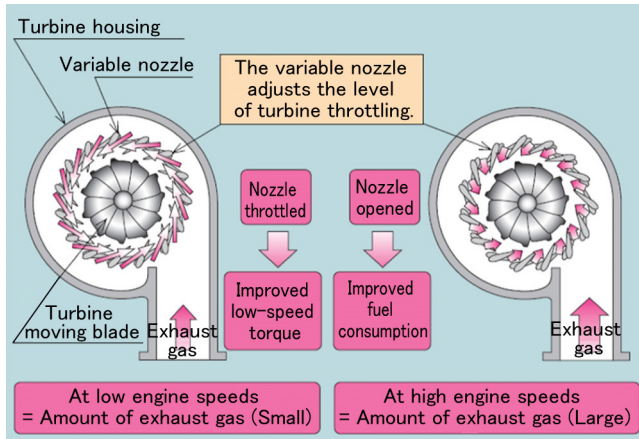 Turbine housing
Variable nozzle
The variable nozzle
adjusts the level
of turbine throttling.
Nozzle
throttled
Nozzle
opened
Improved
low-speed
torque
Improved
fuel
consumption
Turbine
moving blade
Exhaust
gas
Exhaust
gas
At low engine speeds
= Amount of exhaust gas (Small)
At high engine speeds
= Amount of exhaust gas (Large)